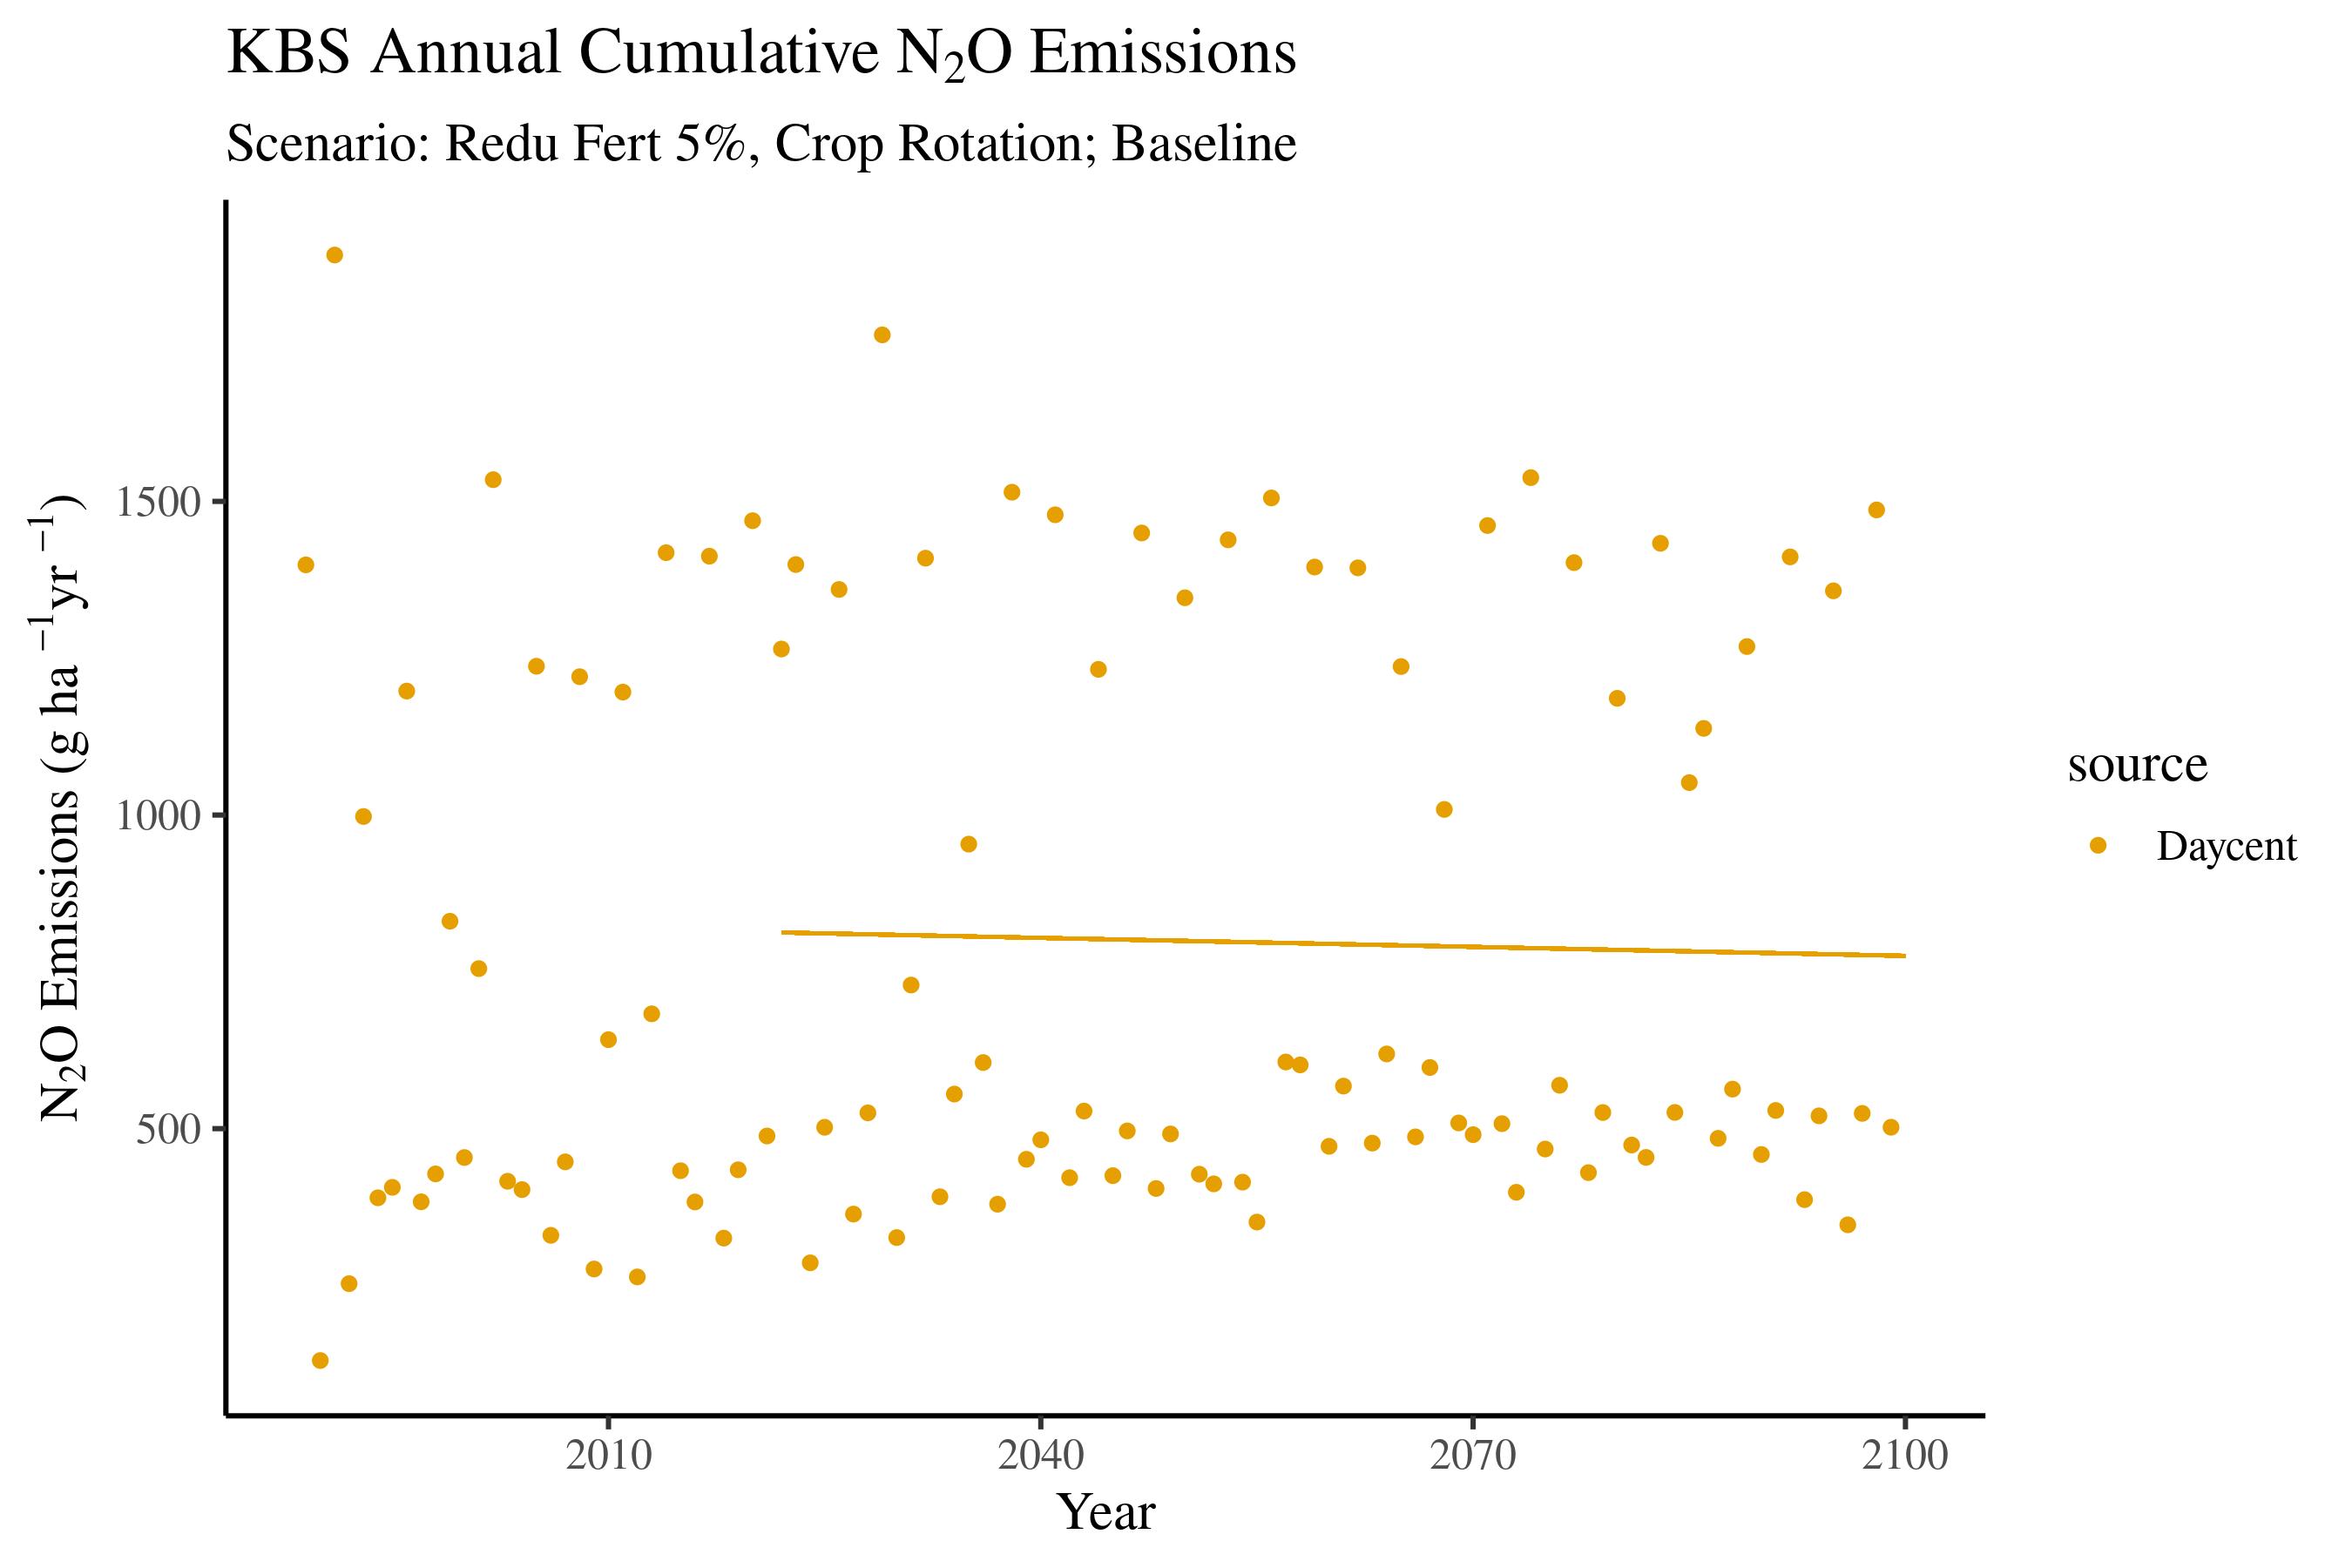 KBS Annual Cumulative N₂O Emissions
Scenario: Redu Fert 5%, Crop Rotation; Baseline
N₂O Emissions (g ha⁻¹yr⁻¹)
1500
1000
500
2010
2040
2070
2100
Year
source
Daycent